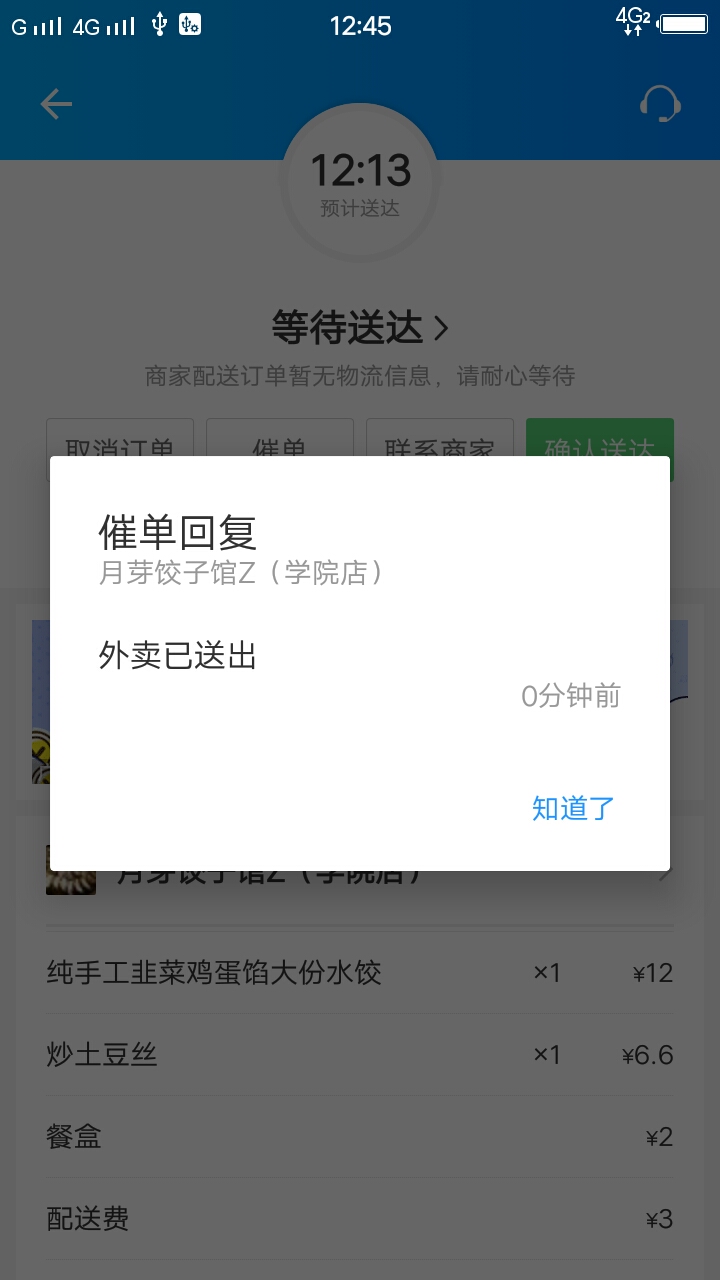 G 4G 12:45 4G2
12:13
预计送达
等待送达
商家配送订单暂无物流信息，请耐心等待
取消订单 催单 联系商家 确认送达
催单回复
月芽饺子馆Z（学院店）
外卖已送出
0分钟前
知道了
月芽饺子馆Z（学院店）
纯手工韭菜鸡蛋馅大份水饺 ×1 ¥12
炒土豆丝 ×1 ¥6.6
餐盒 ¥2
配送费 ¥3